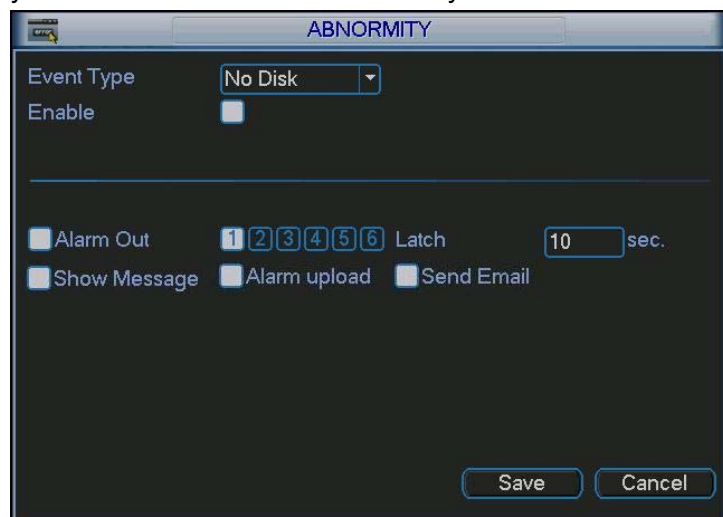 ABNORMITY
Event Type No Disk
Enable
Alarm Out 1 2 3 4 5 6 Latch 10 sec.
Show Message Alarm upload Send Email
Save Cancel